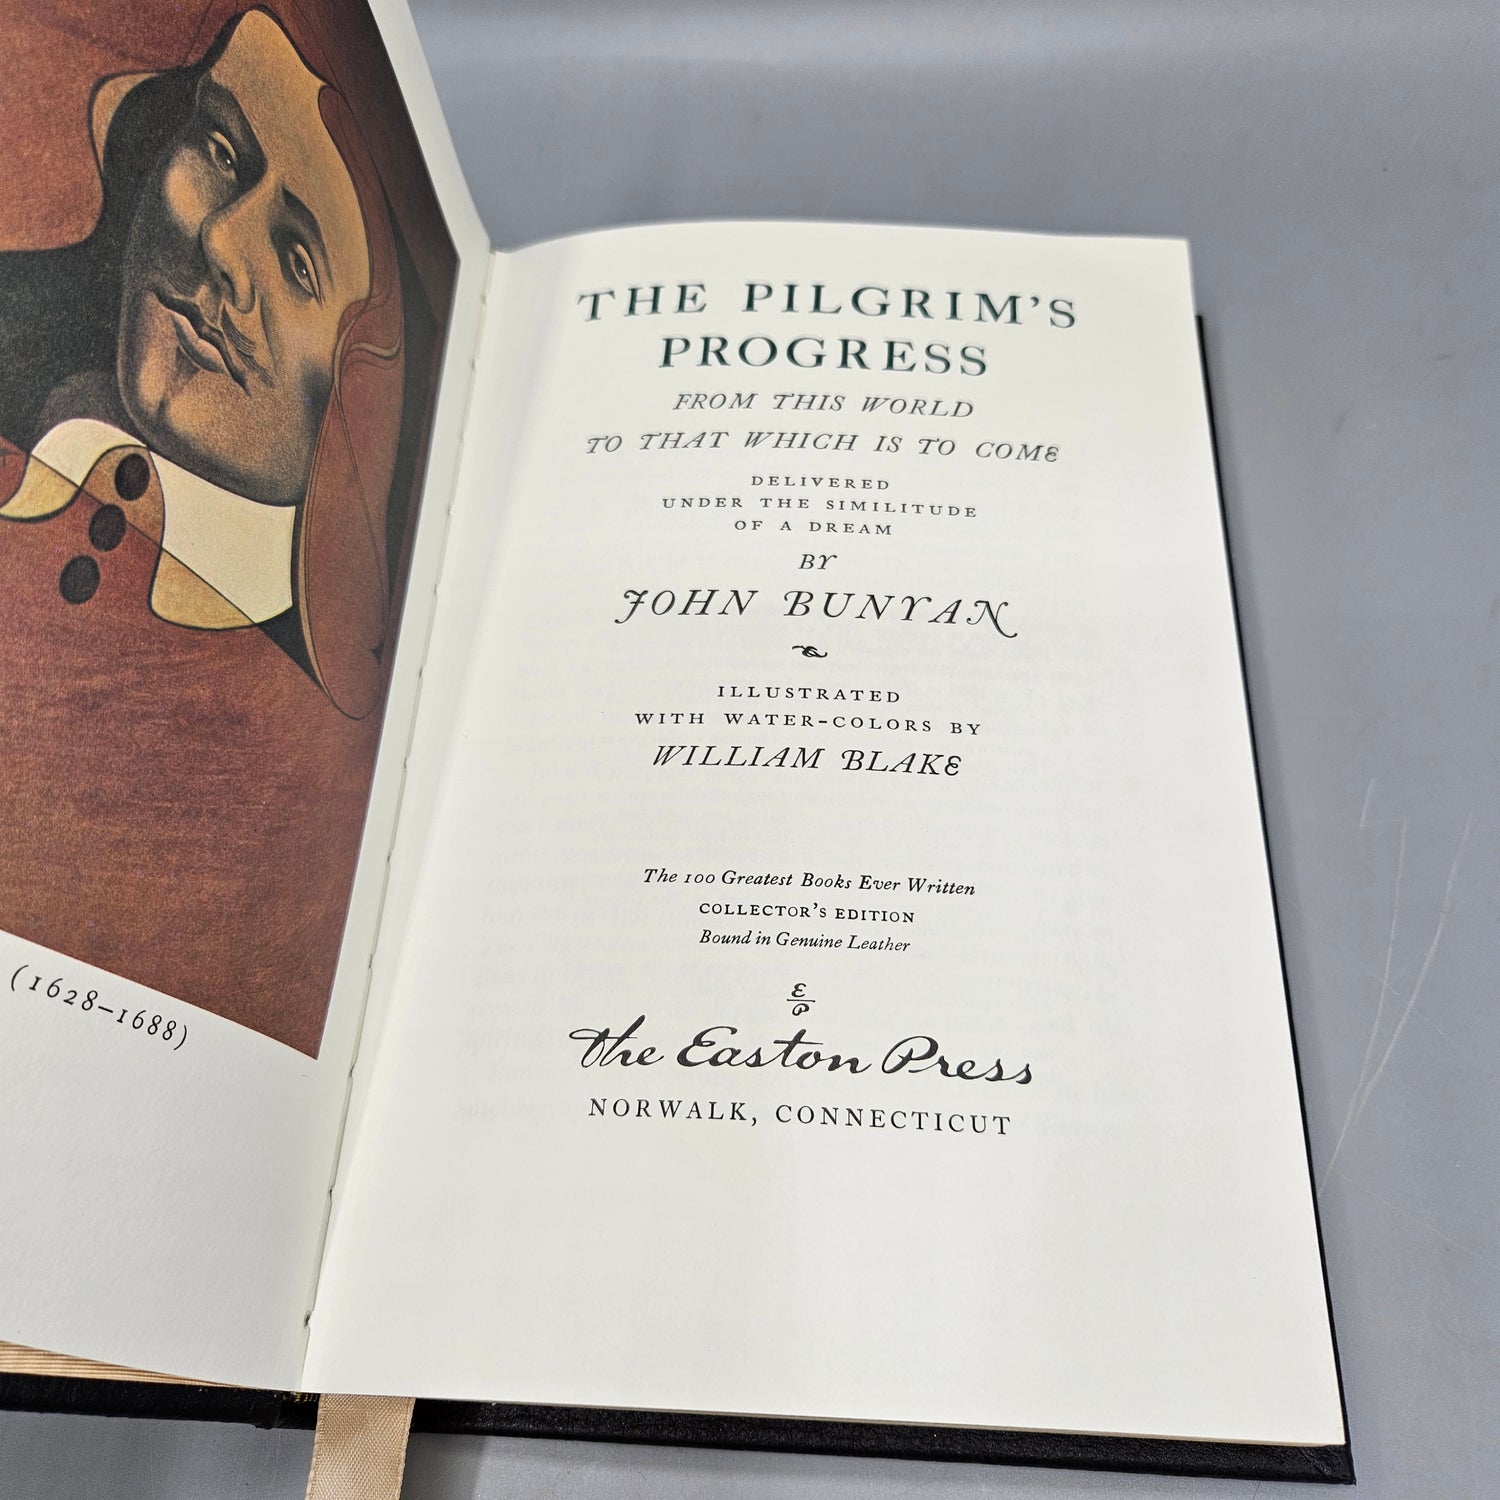 (1628–1688)
THE PILGRIM'S
PROGRESS
FROM THIS WORLD
TO THAT WHICH IS TO COME
DELIVERED
UNDER THE SIMILITUDE
OF A DREAM
BY
JOHN BUNYAN
ILLUSTRATED
WITH WATER-COLORS BY
WILLIAM BLAKE
The 100 Greatest Books Ever Written
COLLECTOR'S EDITION
Bound in Genuine Leather
E
P
The Easton Press
NORWALK, CONNECTICUT